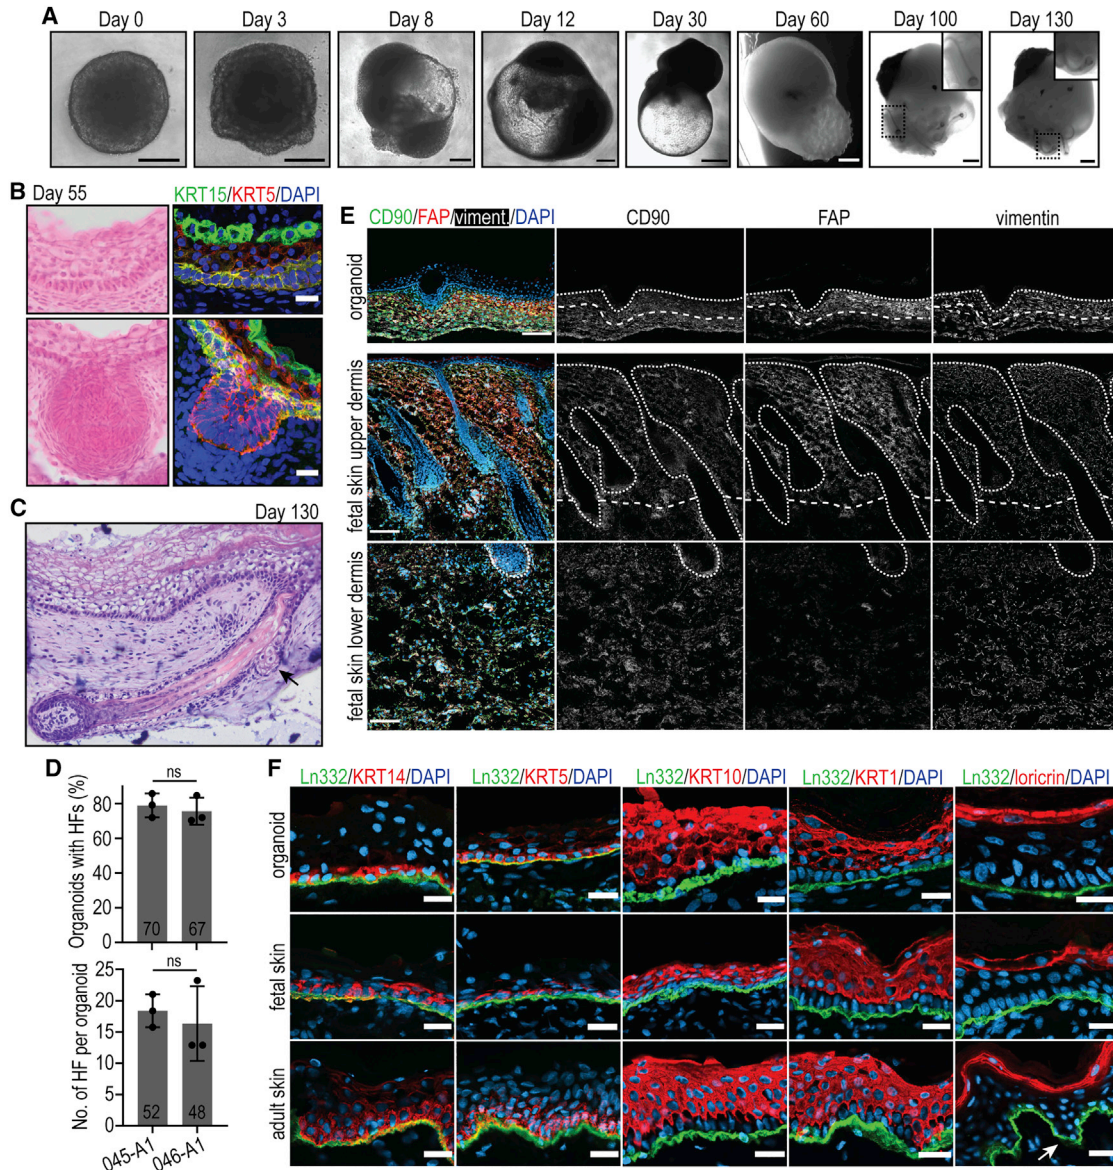 A
Day 0 Day 3 Day 8 Day 12 Day 30 Day 60 Day 100 Day 130
B
Day 55 KRT15/KRT5/DAPI
C
Day 130
D
ns
Organoids with HFs (%)
80
60
40
20
0
70 67
ns
No. of HF per organoid
25
20
15
10
5
0
52 48
045-A1 046-A1
E
CD90/FAP/viment./DAPI CD90 FAP vimentin
organoid
fetal skin upper dermis
fetal skin lower dermis
F
Ln332/KRT14/DAPI Ln332/KRT5/DAPI Ln332/KRT10/DAPI Ln332/KRT1/DAPI Ln332/loricrin/DAPI
organoid
fetal skin
adult skin